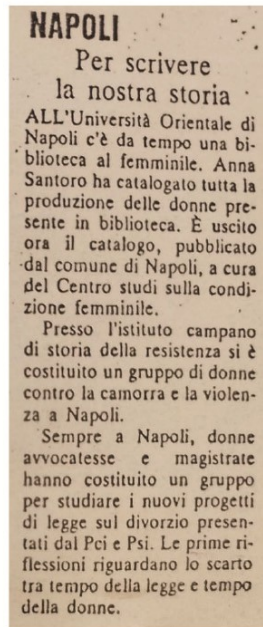 NAPOLI
Per scrivere
la nostra storia
ALL'Università Orientale di
Napoli c'è da tempo una bi-
blioteca al femminile. Anna
Santoro ha catalogato tutta la
produzione delle donne pre-
sente in biblioteca. È uscito
ora il catalogo, pubblicato
dal comune di Napoli, a cura
del Centro studi sulla condi-
zione femminile.
Presso l'istituto campano
di storia della resistenza si è
costituito un gruppo di donne
contro la camorra e la violen-
za a Napoli.
Sempre a Napoli, donne
avvocatesse e magistrate
hanno costituito un gruppo
per studiare i nuovi progetti
di legge sul divorzio presen-
tati dal Pci e Psi. Le prime ri-
flessioni riguardano lo scarto
tra tempo della legge e tempo
della donne.